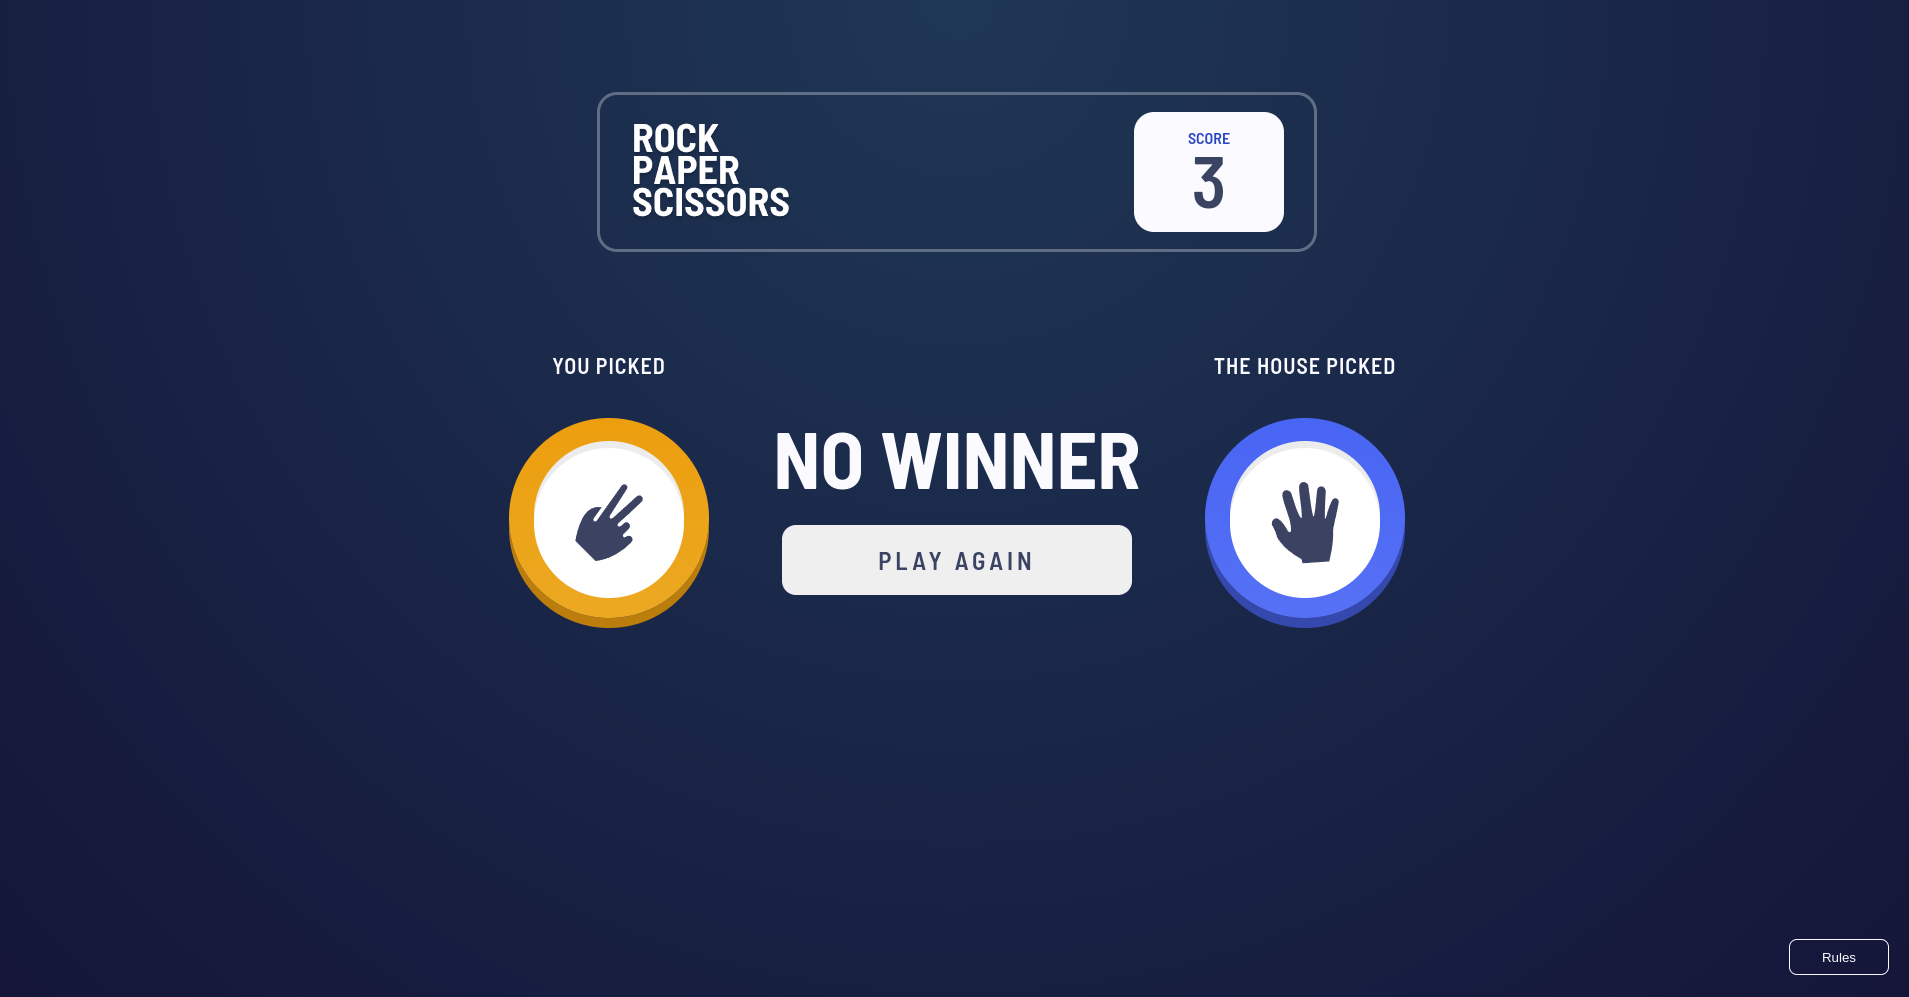 ROCK
PAPER
SCISSORS
SCORE
3
YOU PICKED
THE HOUSE PICKED
NO WINNER
PLAY AGAIN
Rules